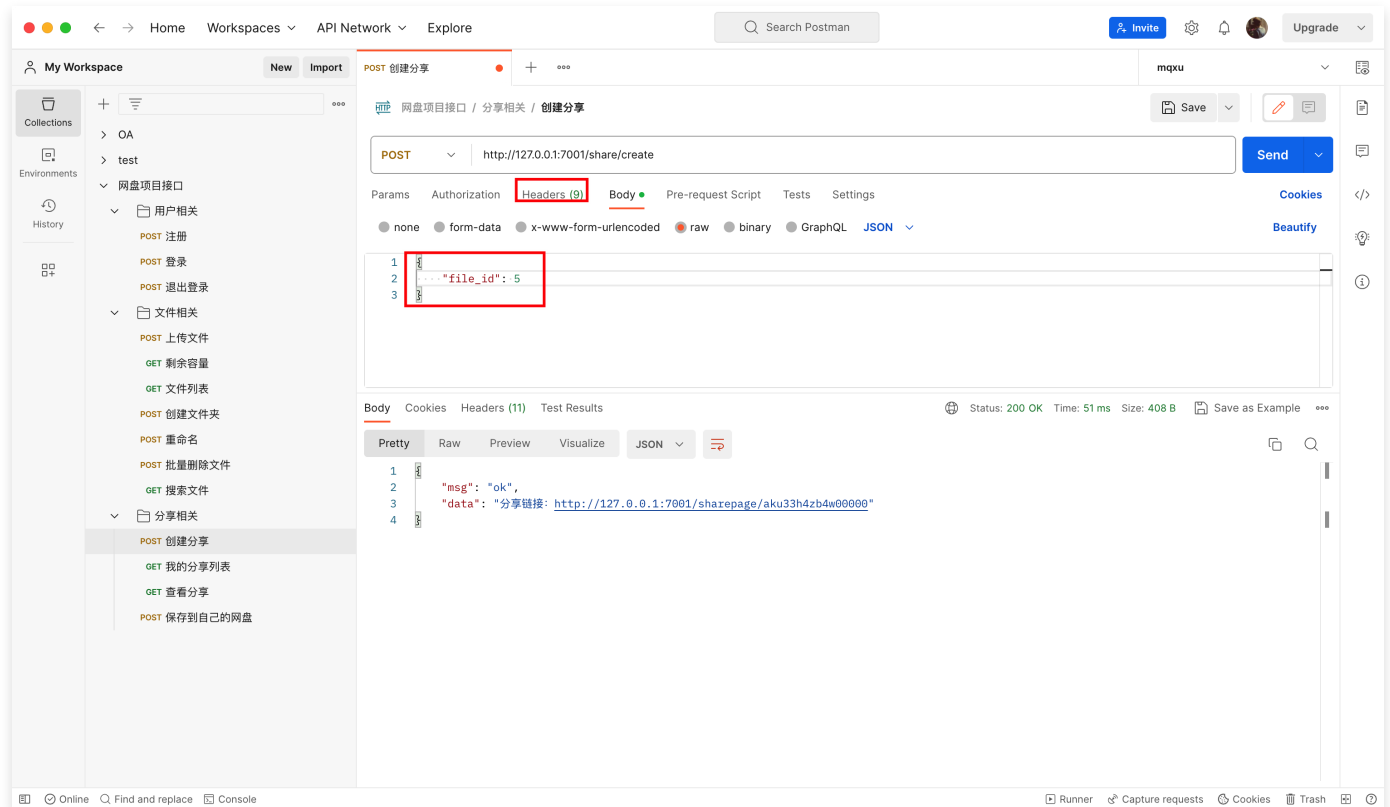 Home Workspaces API Network Explore Search Postman Invite Upgrade
My Workspace New Import POST 创建分享 mqxu
Collections
Environments
History
OA
test
网盘项目接口
用户相关
POST 注册
POST 登录
POST 退出登录
文件相关
POST 上传文件
GET 剩余容量
GET 文件列表
POST 创建文件夹
POST 重命名
POST 批量删除文件
GET 搜索文件
分享相关
POST 创建分享
GET 我的分享列表
GET 查看分享
POST 保存到自己的网盘
HTTP 网盘项目接口 / 分享相关 / 创建分享 Save
POST http://127.0.0.1:7001/share/create Send
Params Authorization Headers (9) Body Pre-request Script Tests Settings Cookies
none form-data x-www-form-urlencoded raw binary GraphQL JSON Beautify
1 {
2 "file_id": 5
3 }
Body Cookies Headers (11) Test Results Status: 200 OK Time: 51 ms Size: 408 B Save as Example
Pretty Raw Preview Visualize JSON
1 {
2 "msg": "ok",
3 "data": "分享链接: http://127.0.0.1:7001/sharepage/aku33h4zb4w00000"
4 }
Online Find and replace Console Runner Capture requests Cookies Trash